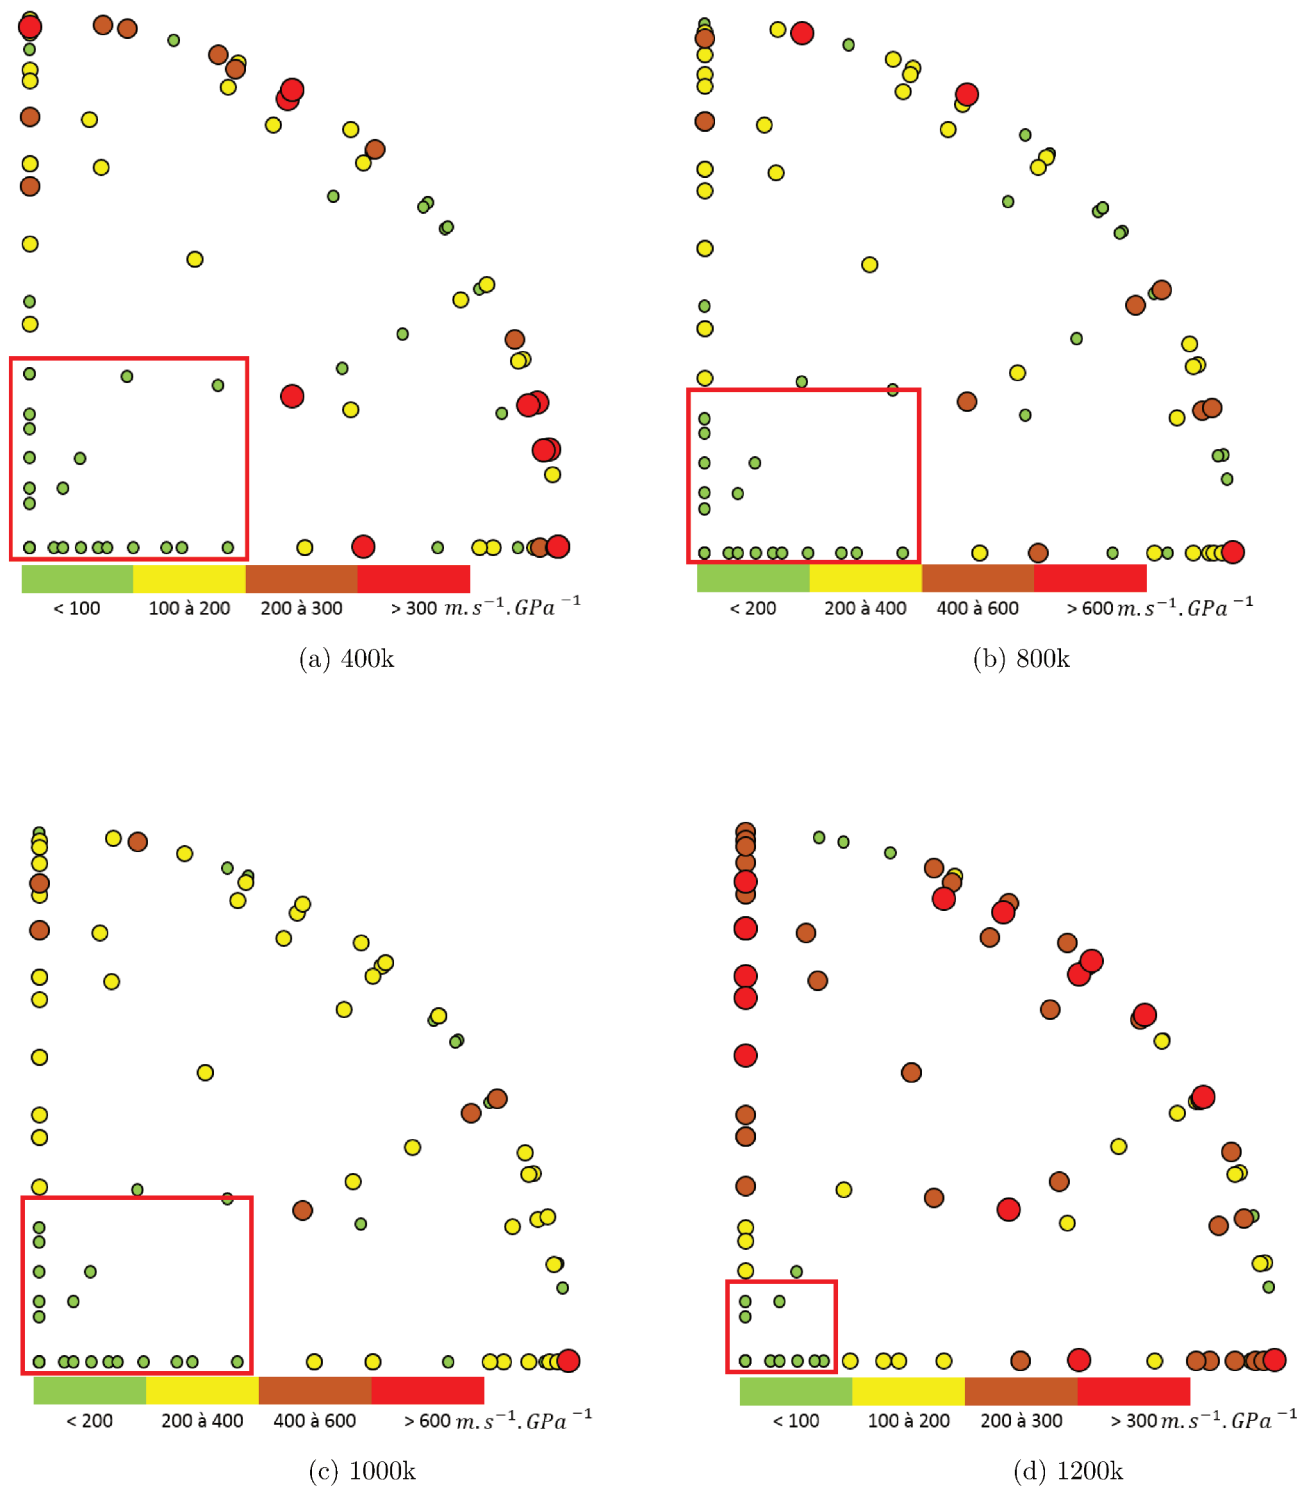 < 100 100 à 200 200 à 300 > 300 m.s⁻¹.GPa⁻¹
< 200 200 à 400 400 à 600 > 600 m.s⁻¹.GPa⁻¹
(a) 400k
(b) 800k
< 200 200 à 400 400 à 600 > 600 m.s⁻¹.GPa⁻¹
< 100 100 à 200 200 à 300 > 300 m.s⁻¹.GPa⁻¹
(c) 1000k
(d) 1200k